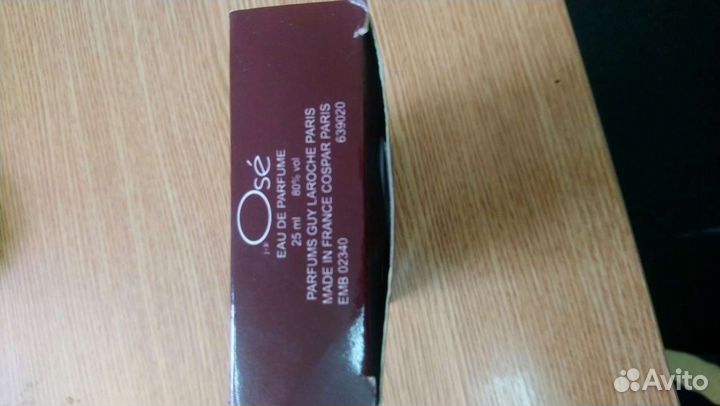 J'ai
Osé
EAU DE PARFUME
25 ml 80% vol
PARFUMS GUY LAROCHE PARIS
MADE IN FRANCE COSPAR PARIS
EMB 02340 639020
Avito